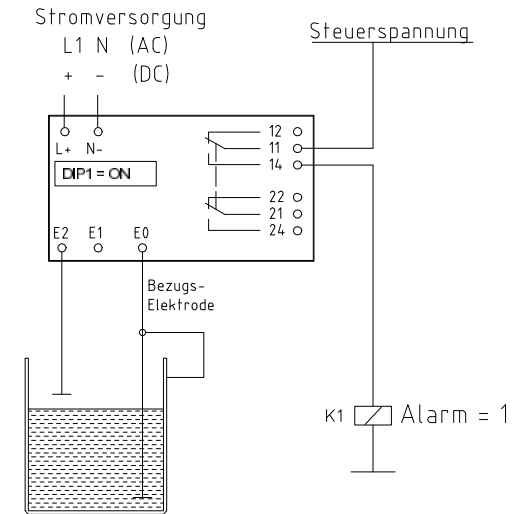 Stromversorgung
L1 N (AC)
+ - (DC)
Steuerspannung
L+ N-
DIP1 = ON
12
11
14
22
21
24
E2 E1 E0
Bezugs-
Elektrode
K1 Alarm = 1